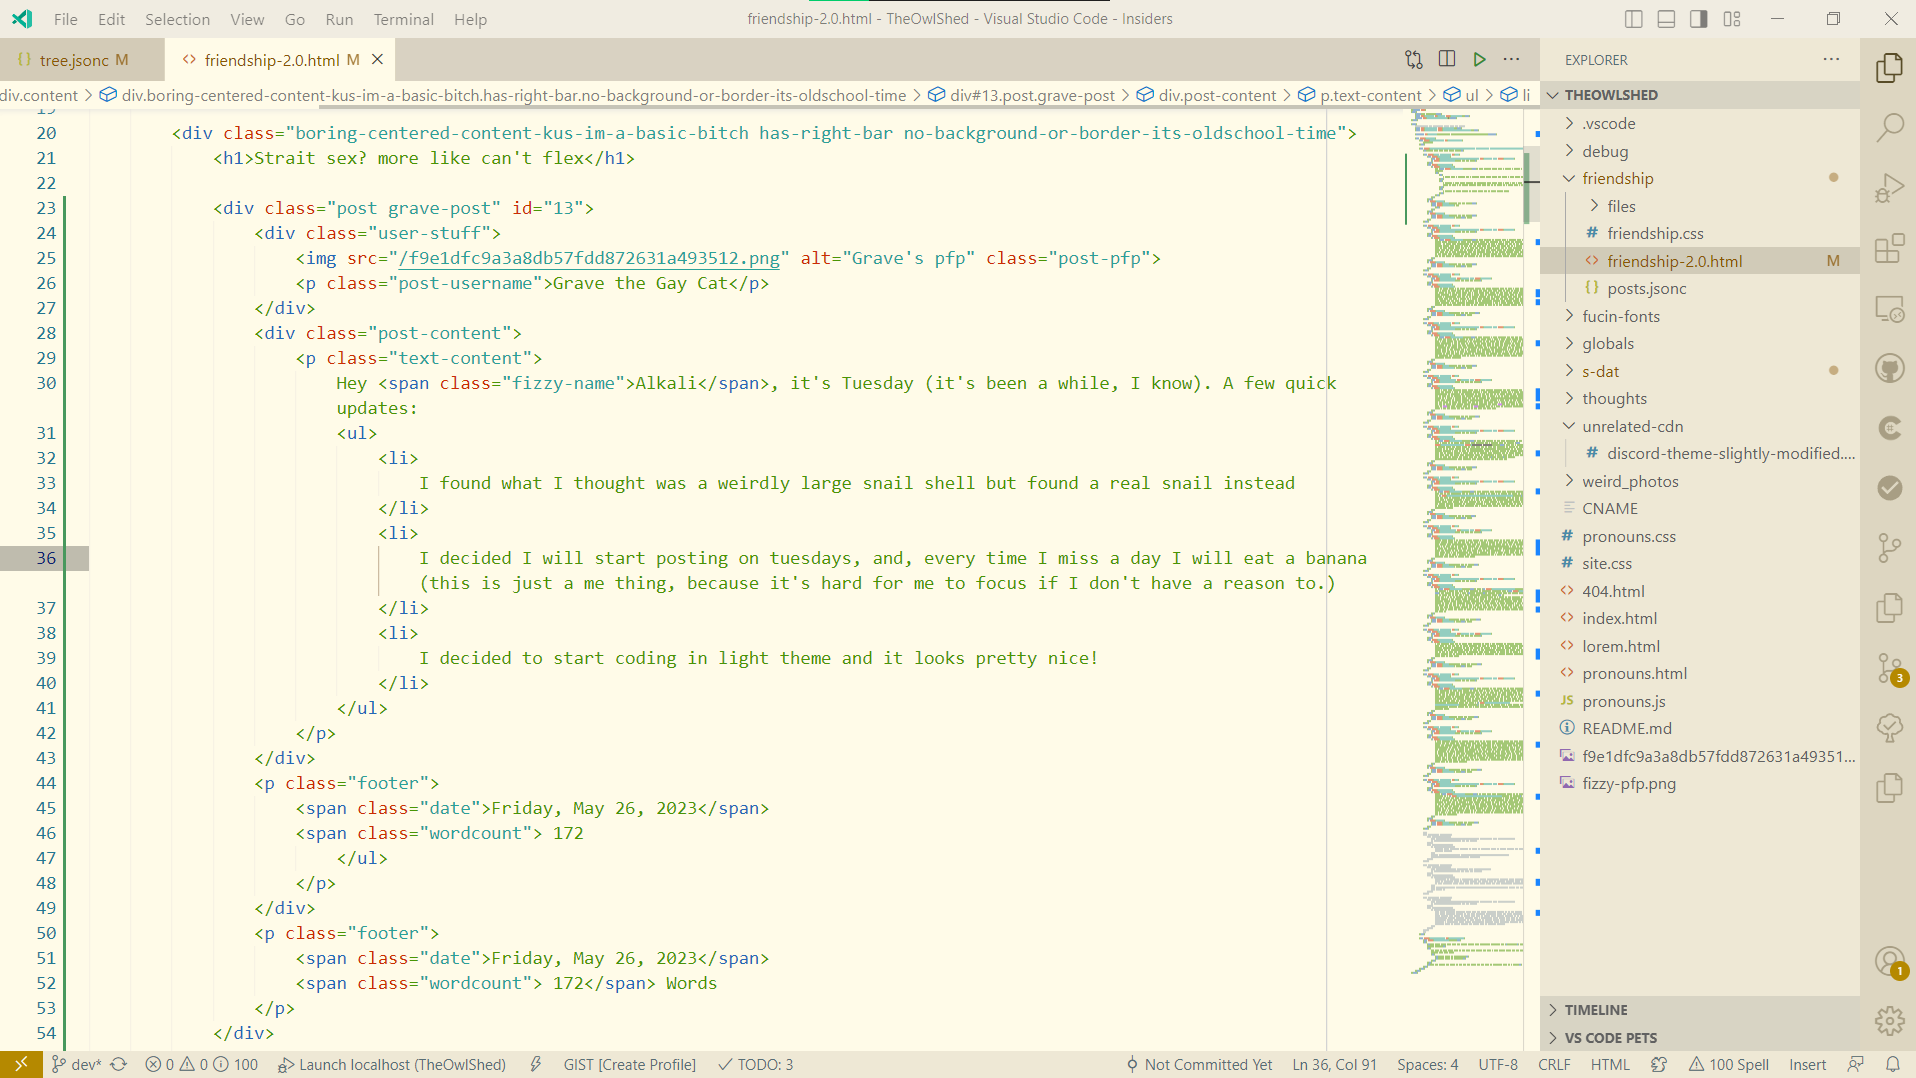 File Edit Selection View Go Run Terminal Help
friendship-2.0.html - TheOwlShed - Visual Studio Code - Insiders
tree.jsonc M
friendship-2.0.html M
div.content > div.boring-centered-content-kus-im-a-basic-bitch.has-right-bar.no-background-or-border-its-oldschool-time > div#13.post.grave-post > div.post-content > p.text-content > ul > li
20 <div class="boring-centered-content-kus-im-a-basic-bitch has-right-bar no-background-or-border-its-oldschool-time">
21 <h1>Strait sex? more like can't flex</h1>
22
23 <div class="post grave-post" id="13">
24 <div class="user-stuff">
25 <img src="/f9e1dfc9a3a8db57fdd872631a493512.png" alt="Grave's pfp" class="post-pfp">
26 <p class="post-username">Grave the Gay Cat</p>
27 </div>
28 <div class="post-content">
29 <p class="text-content">
30 Hey <span class="fizzy-name">Alkali</span>, it's Tuesday (it's been a while, I know). A few quick
updates:
31 <ul>
32 <li>
33 I found what I thought was a weirdly large snail shell but found a real snail instead
34 </li>
35 <li>
36 I decided I will start posting on tuesdays, and, every time I miss a day I will eat a banana
(this is just a me thing, because it's hard for me to focus if I don't have a reason to.)
37 </li>
38 <li>
39 I decided to start coding in light theme and it looks pretty nice!
40 </li>
41 </ul>
42 </p>
43 </div>
44 <p class="footer">
45 <span class="date">Friday, May 26, 2023</span>
46 <span class="wordcount"> 172
47 </ul>
48 </p>
49 </div>
50 <p class="footer">
51 <span class="date">Friday, May 26, 2023</span>
52 <span class="wordcount"> 172</span> Words
53 </p>
54 </div>
EXPLORER
THEOWLSHED
.vscode
debug
friendship
files
friendship.css
friendship-2.0.html M
posts.jsonc
fucin-fonts
globals
s-dat
thoughts
unrelated-cdn
discord-theme-slightly-modified....
weird_photos
CNAME
pronouns.css
site.css
404.html
index.html
lorem.html
pronouns.html
JS pronouns.js
README.md
f9e1dfc9a3a8db57fdd872631a49351...
fizzy-pfp.png
TIMELINE
VS CODE PETS
3
1
dev* 0 0 100 Launch localhost (TheOwlShed) GIST [Create Profile] TODO: 3
Not Committed Yet Ln 36, Col 91 Spaces: 4 UTF-8 CRLF HTML 100 Spell Insert